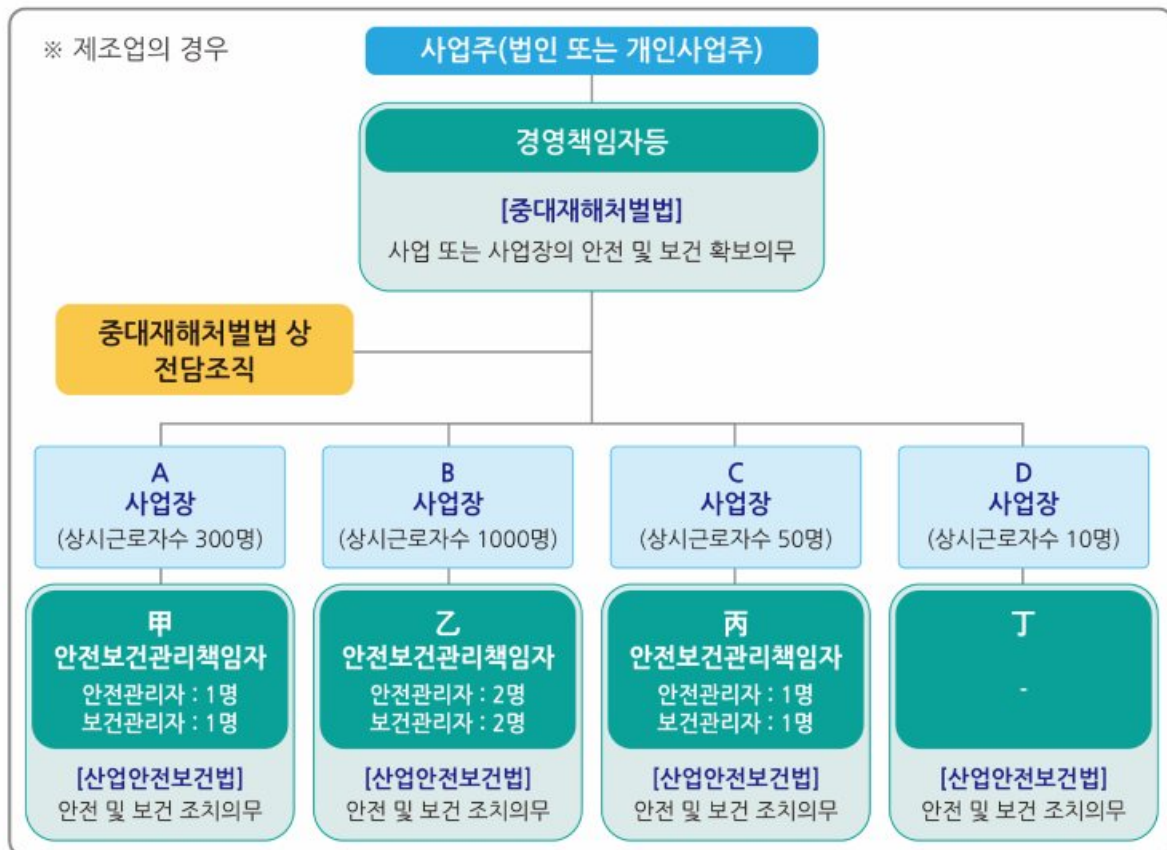 ※ 제조업의 경우
사업주(법인 또는 개인사업주)
경영책임자등
[중대재해처벌법]
사업 또는 사업장의 안전 및 보건 확보의무
중대재해처벌법 상
전담조직
A
사업장
(상시근로자수 300명)
B
사업장
(상시근로자수 1000명)
C
사업장
(상시근로자수 50명)
D
사업장
(상시근로자수 10명)
甲
안전보건관리책임자
안전관리자 : 1명
보건관리자 : 1명
[산업안전보건법]
안전 및 보건 조치의무
乙
안전보건관리책임자
안전관리자 : 2명
보건관리자 : 2명
[산업안전보건법]
안전 및 보건 조치의무
丙
안전보건관리책임자
안전관리자 : 1명
보건관리자 : 1명
[산업안전보건법]
안전 및 보건 조치의무
丁
-
[산업안전보건법]
안전 및 보건 조치의무